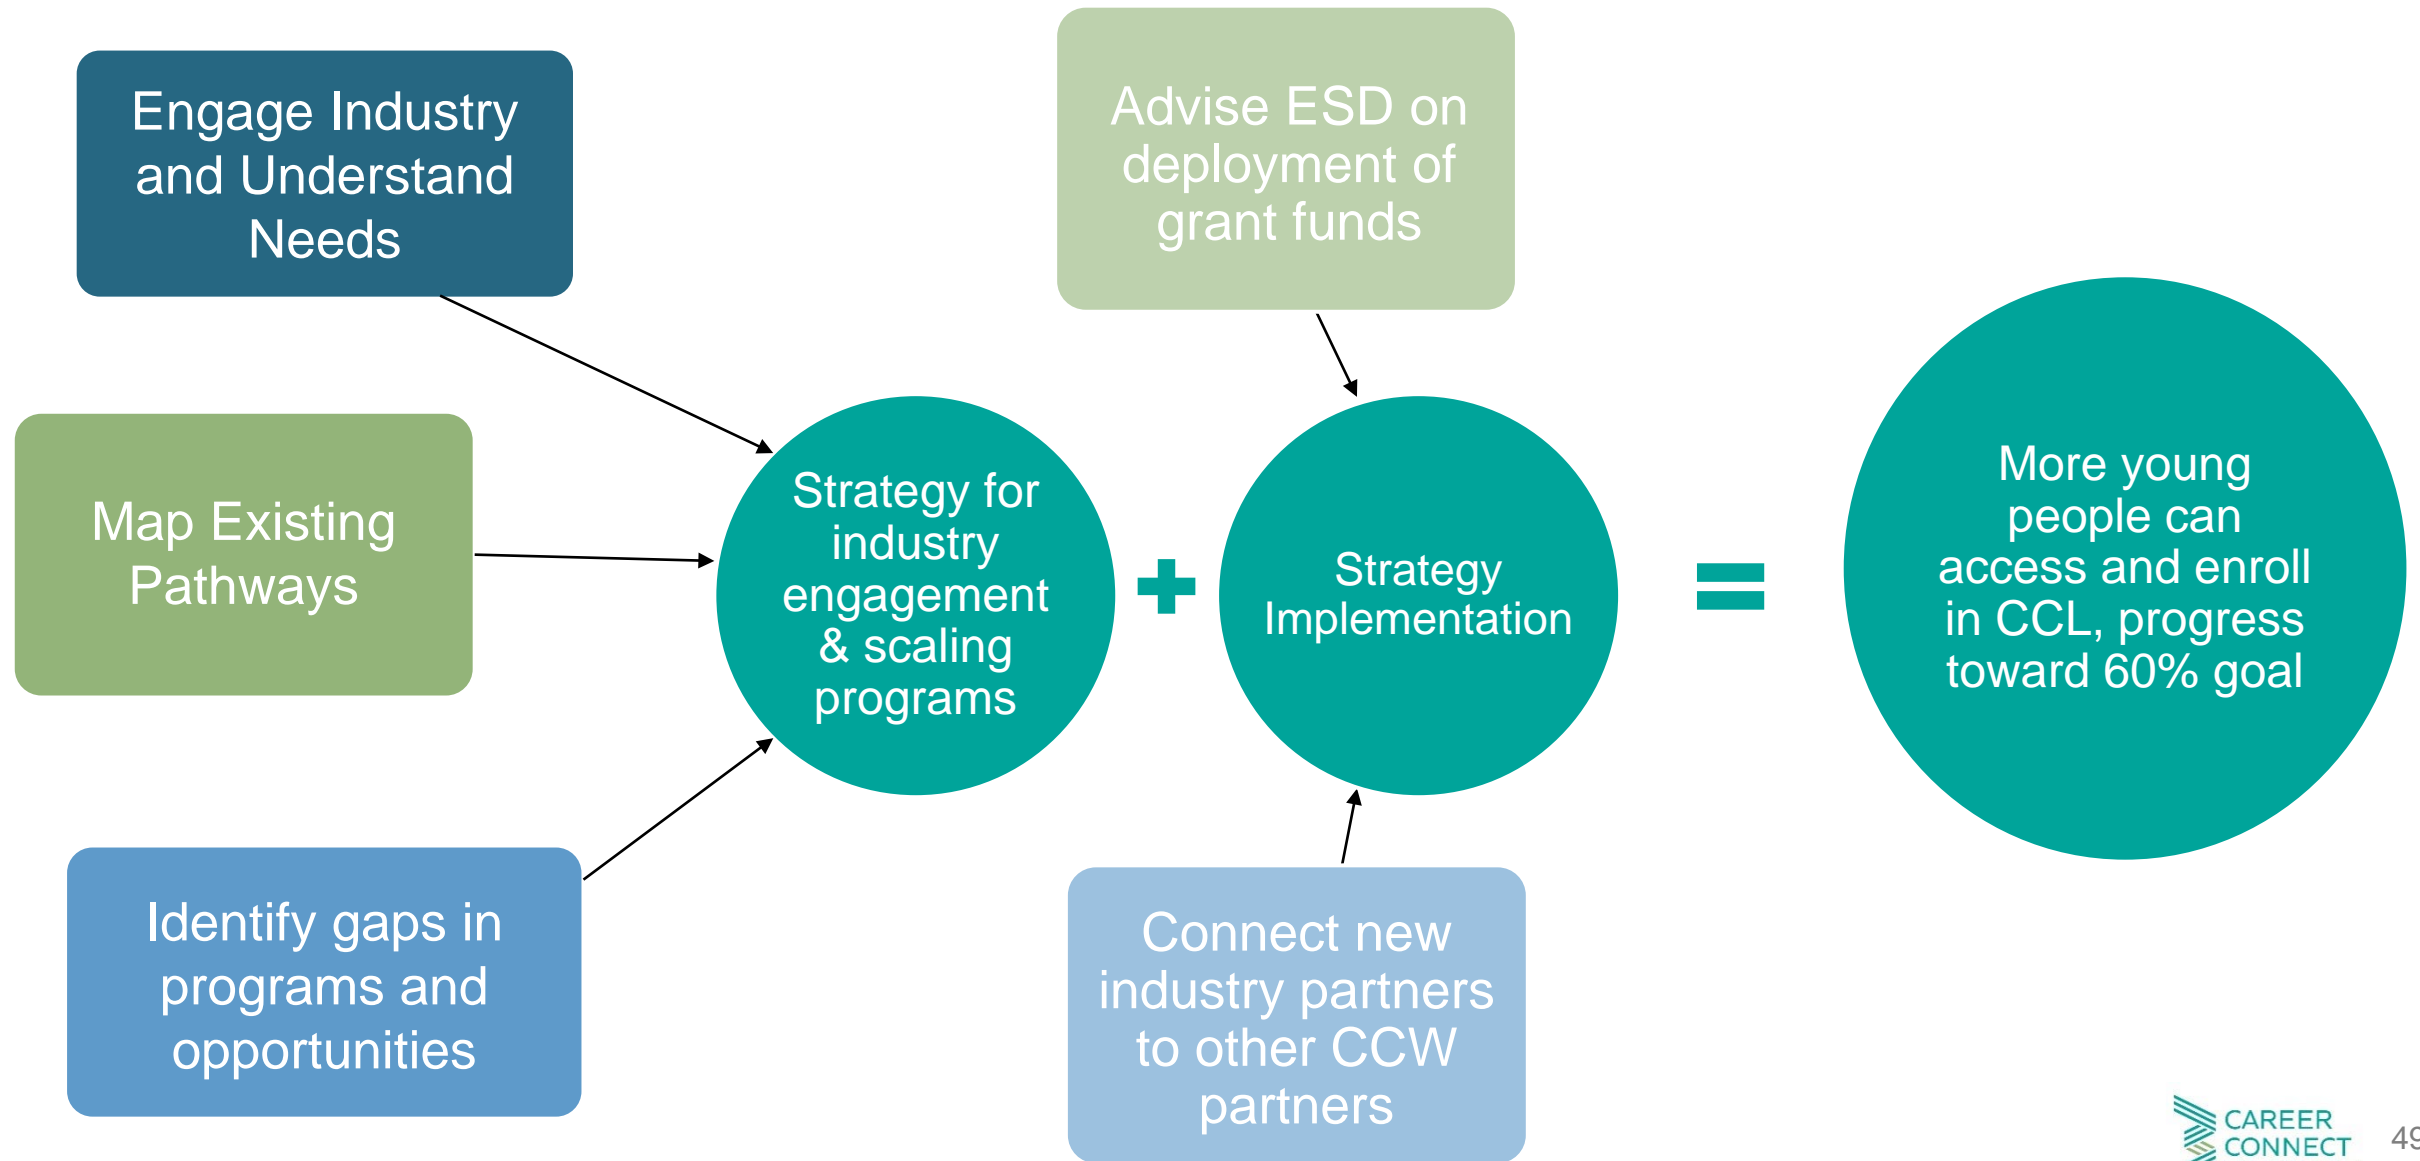 Engage Industry
and Understand
Needs
Advise ESD on
deployment of
grant funds
Map Existing
Pathways
Strategy for
industry
engagement
& scaling
programs
Strategy
Implementation
More young
people can
access and enroll
in CCL, progress
toward 60% goal
Identify gaps in
programs and
opportunities
Connect new
industry partners
to other CCW
partners
CAREER
CONNECT
49